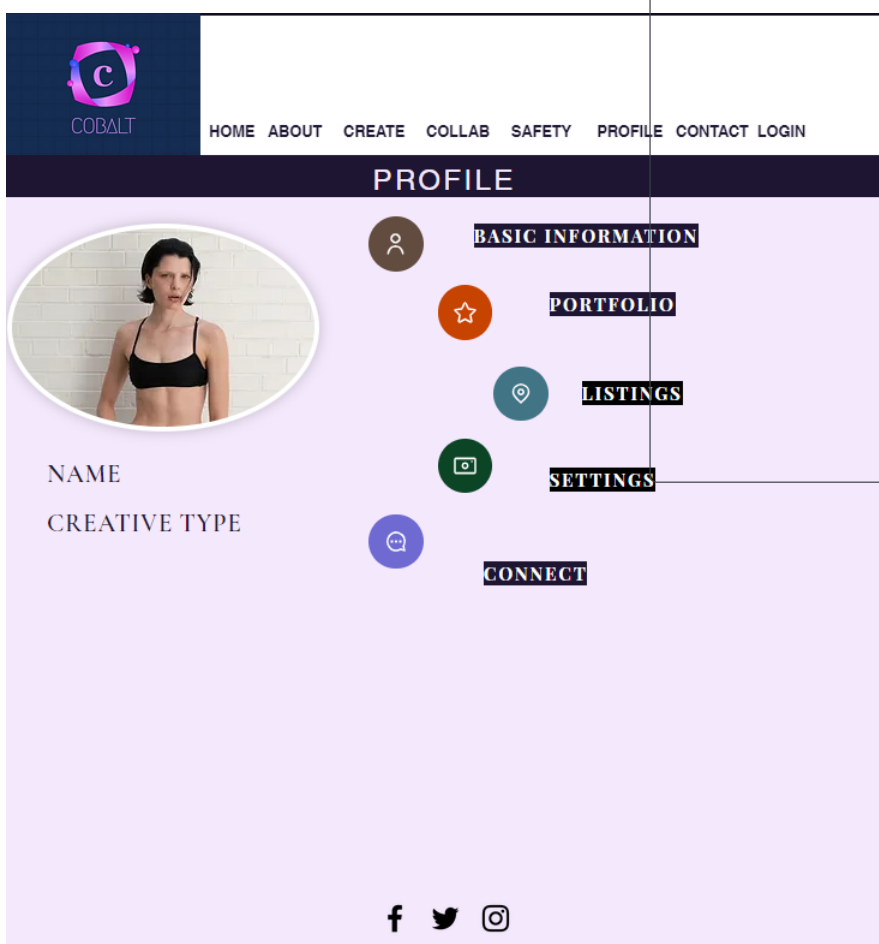 C
COBALT
HOME ABOUT CREATE COLLAB SAFETY PROFILE CONTACT LOGIN
PROFILE
BASIC INFORMATION
PORTFOLIO
LISTINGS
SETTINGS
CONNECT
NAME
CREATIVE TYPE